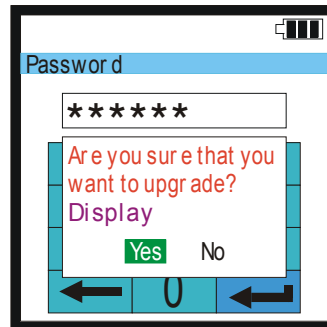 Password
******
Are you sure that you
want to upgrade?
Display
Yes No
0